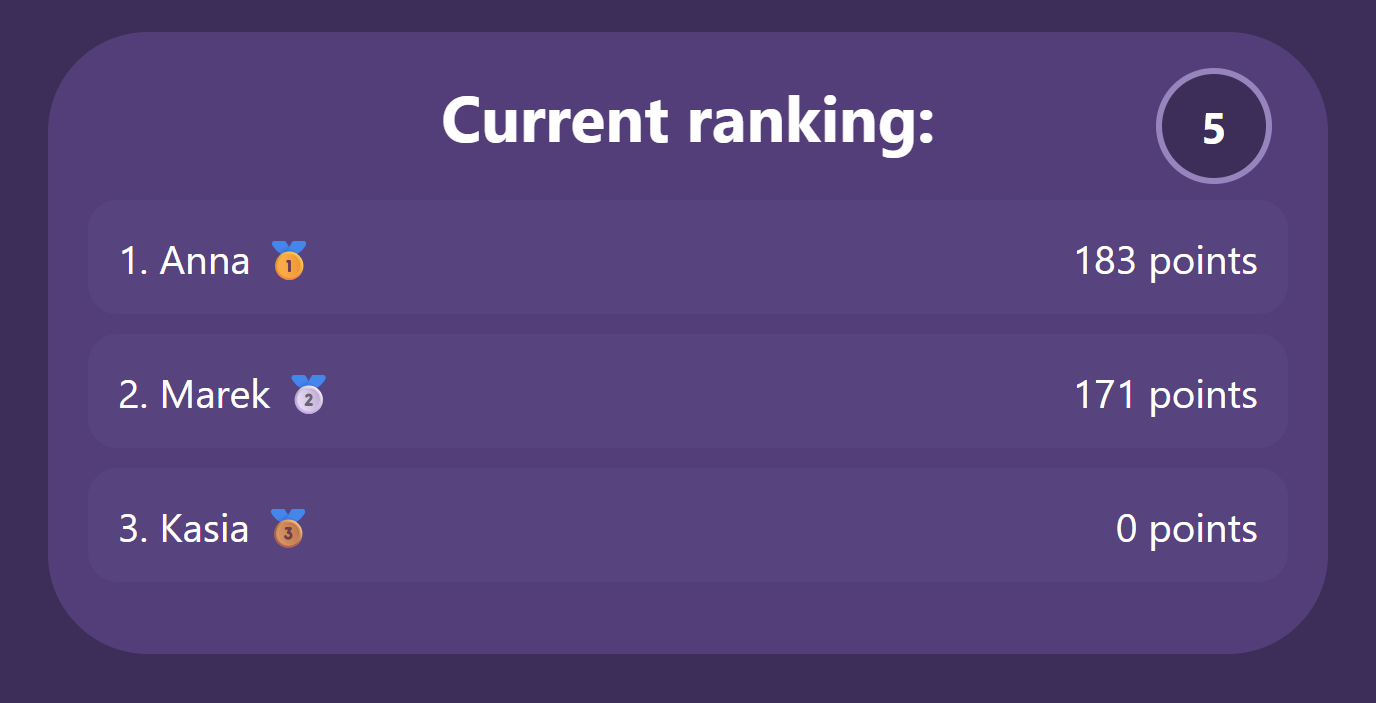 Current ranking:
5
1. Anna 🥇
183 points
2. Marek 🥈
171 points
3. Kasia 🥉
0 points